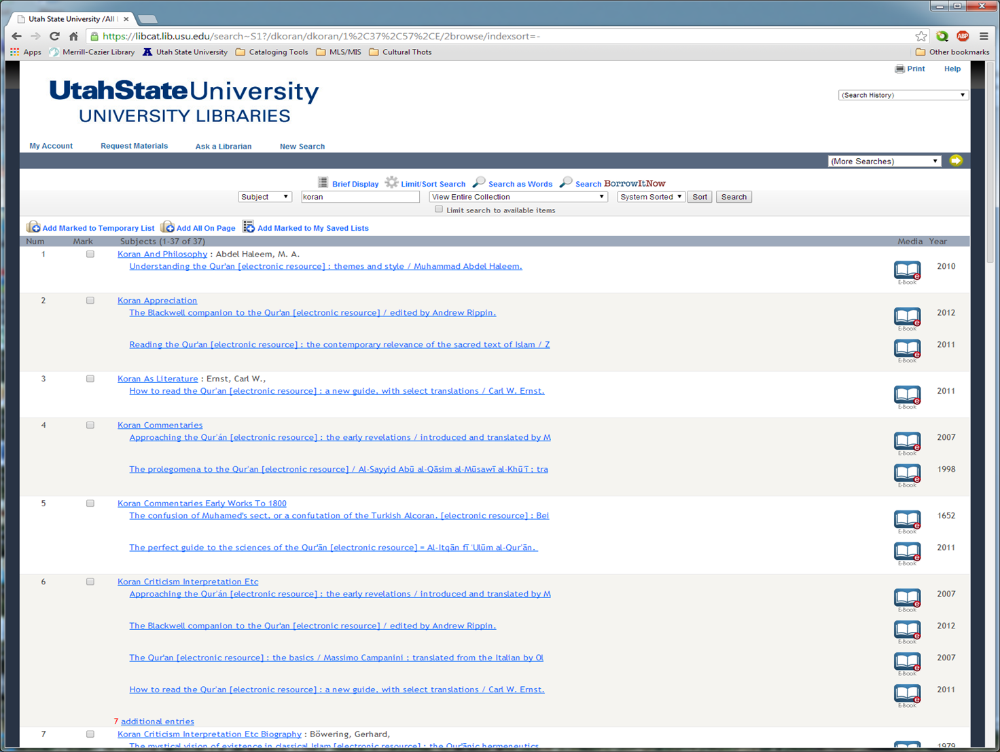 Utah State University /All
https://libcat.lib.usu.edu/search~S1?/dkoran/dkoran/1%2C37%2C57%2CE/2browse/indexsort=-
Apps Merrill-Cazier Library Utah State University Cataloging Tools MLS/MIS Cultural Thots Other bookmarks
Print Help
UtahStateUniversity
UNIVERSITY LIBRARIES
(Search History)
My Account Request Materials Ask a Librarian New Search
(More Searches)
Brief Display Limit/Sort Search Search as Words Search BorrowItNow
Subject koran View Entire Collection System Sorted Sort Search
Limit search to available items
Add Marked to Temporary List Add All On Page Add Marked to My Saved Lists
Num Mark Subjects (1-37 of 37) Media Year
1 Koran And Philosophy : Abdel Haleem, M. A.
Understanding the Qur'an [electronic resource] : themes and style / Muhammad Abdel Haleem. 2010
E-Book
2 Koran Appreciation
The Blackwell companion to the Qur'an [electronic resource] / edited by Andrew Rippin. 2012
E-Book
Reading the Qur'an [electronic resource] : the contemporary relevance of the sacred text of Islam / Z 2011
E-Book
3 Koran As Literature : Ernst, Carl W.,
How to read the Qur'an [electronic resource] : a new guide, with select translations / Carl W. Ernst. 2011
E-Book
4 Koran Commentaries
Approaching the Qurʼán [electronic resource] : the early revelations / introduced and translated by M 2007
E-Book
The prolegomena to the Qur'an [electronic resource] / Al-Sayyid Abū al-Qāsim al-Mūsawī al-Khūʼī ; tra 1998
E-Book
5 Koran Commentaries Early Works To 1800
The confusion of Muhamed's sect, or a confutation of the Turkish Alcoran. [electronic resource] : Bei 1652
E-Book
The perfect guide to the sciences of the Qur'ān [electronic resource] = Al-Itqān fī ʻUlūm al-Qurʼān. 2011
E-Book
6 Koran Criticism Interpretation Etc
Approaching the Qurʼán [electronic resource] : the early revelations / introduced and translated by M 2007
E-Book
The Blackwell companion to the Qur'an [electronic resource] / edited by Andrew Rippin. 2012
E-Book
The Qur'an [electronic resource] : the basics / Massimo Campanini ; translated from the Italian by Ol 2007
E-Book
How to read the Qur'an [electronic resource] : a new guide, with select translations / Carl W. Ernst. 2011
E-Book
7 additional entries
7 Koran Criticism Interpretation Etc Biography : Böwering, Gerhard,
The mystical vision of existence in classical Islam [electronic resource] : the Qurʼānic hermeneutics 1979